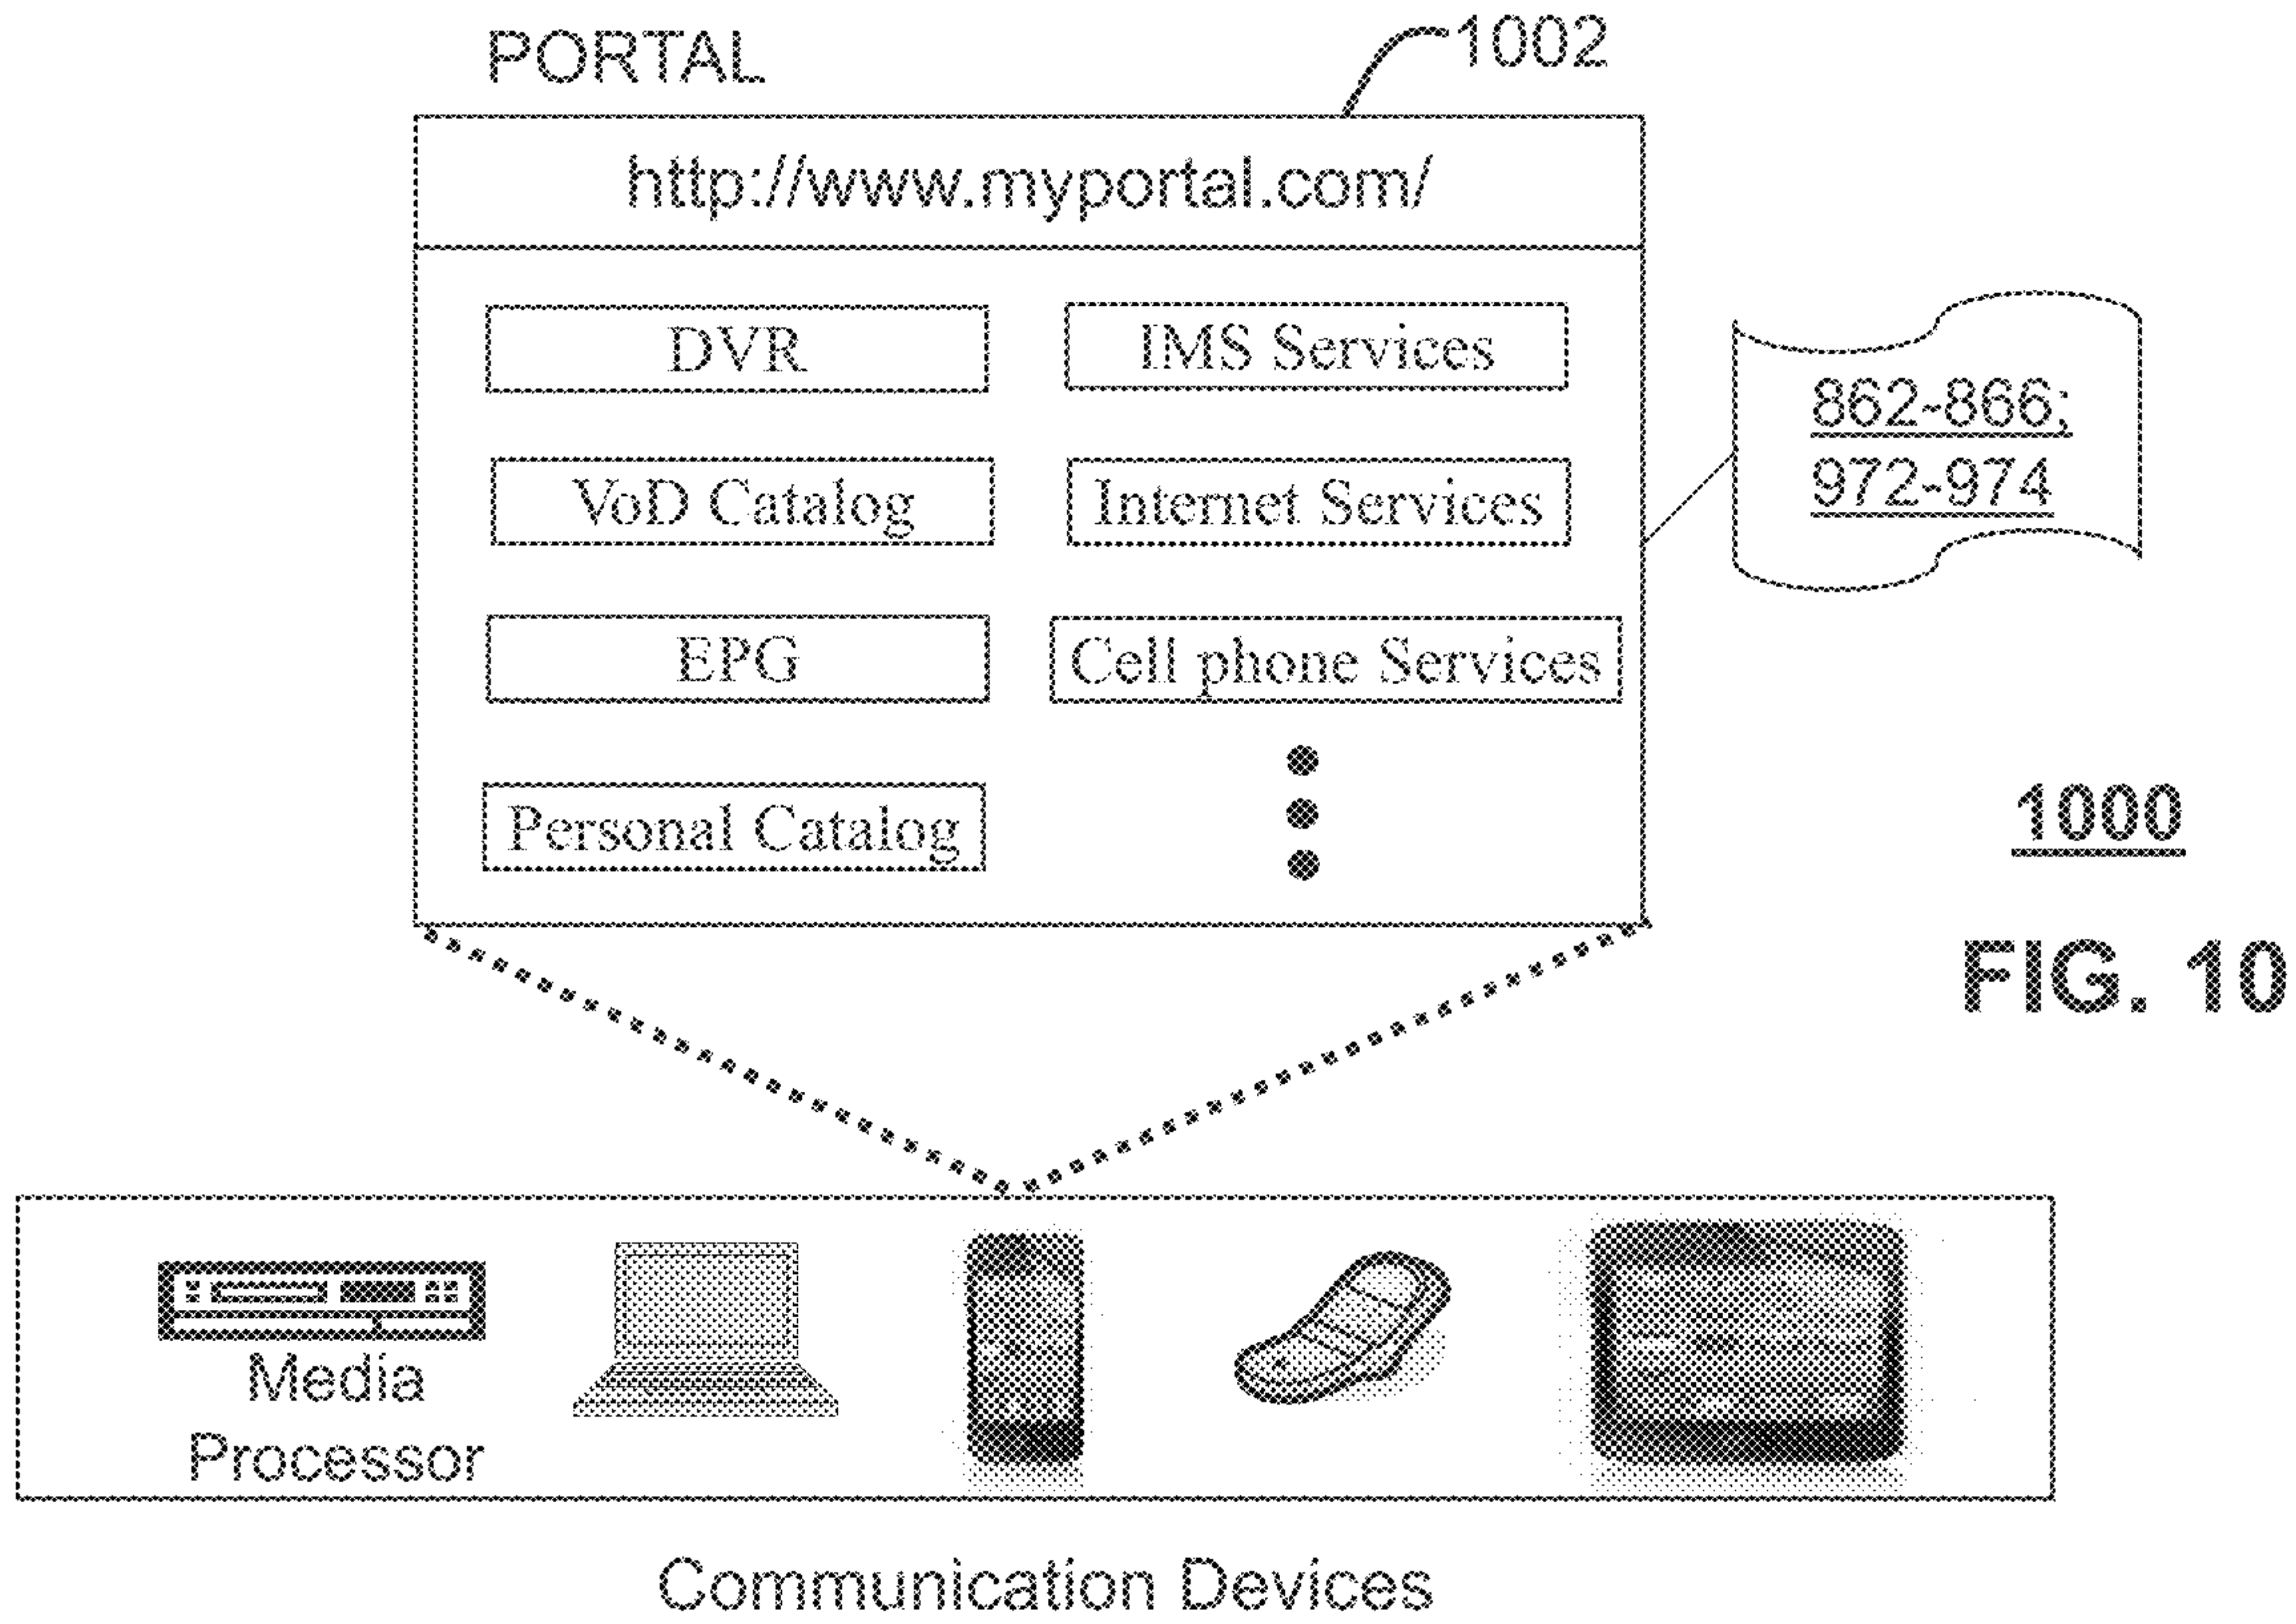 PORTAL
1002
http://www.myportal.com/
DVR
IMS Services
VoD Catalog
Internet Services
EPG
Cell phone Services
Personal Catalog
862-866;
972-974
1000
FIG. 10
Media
Processor
Communication Devices